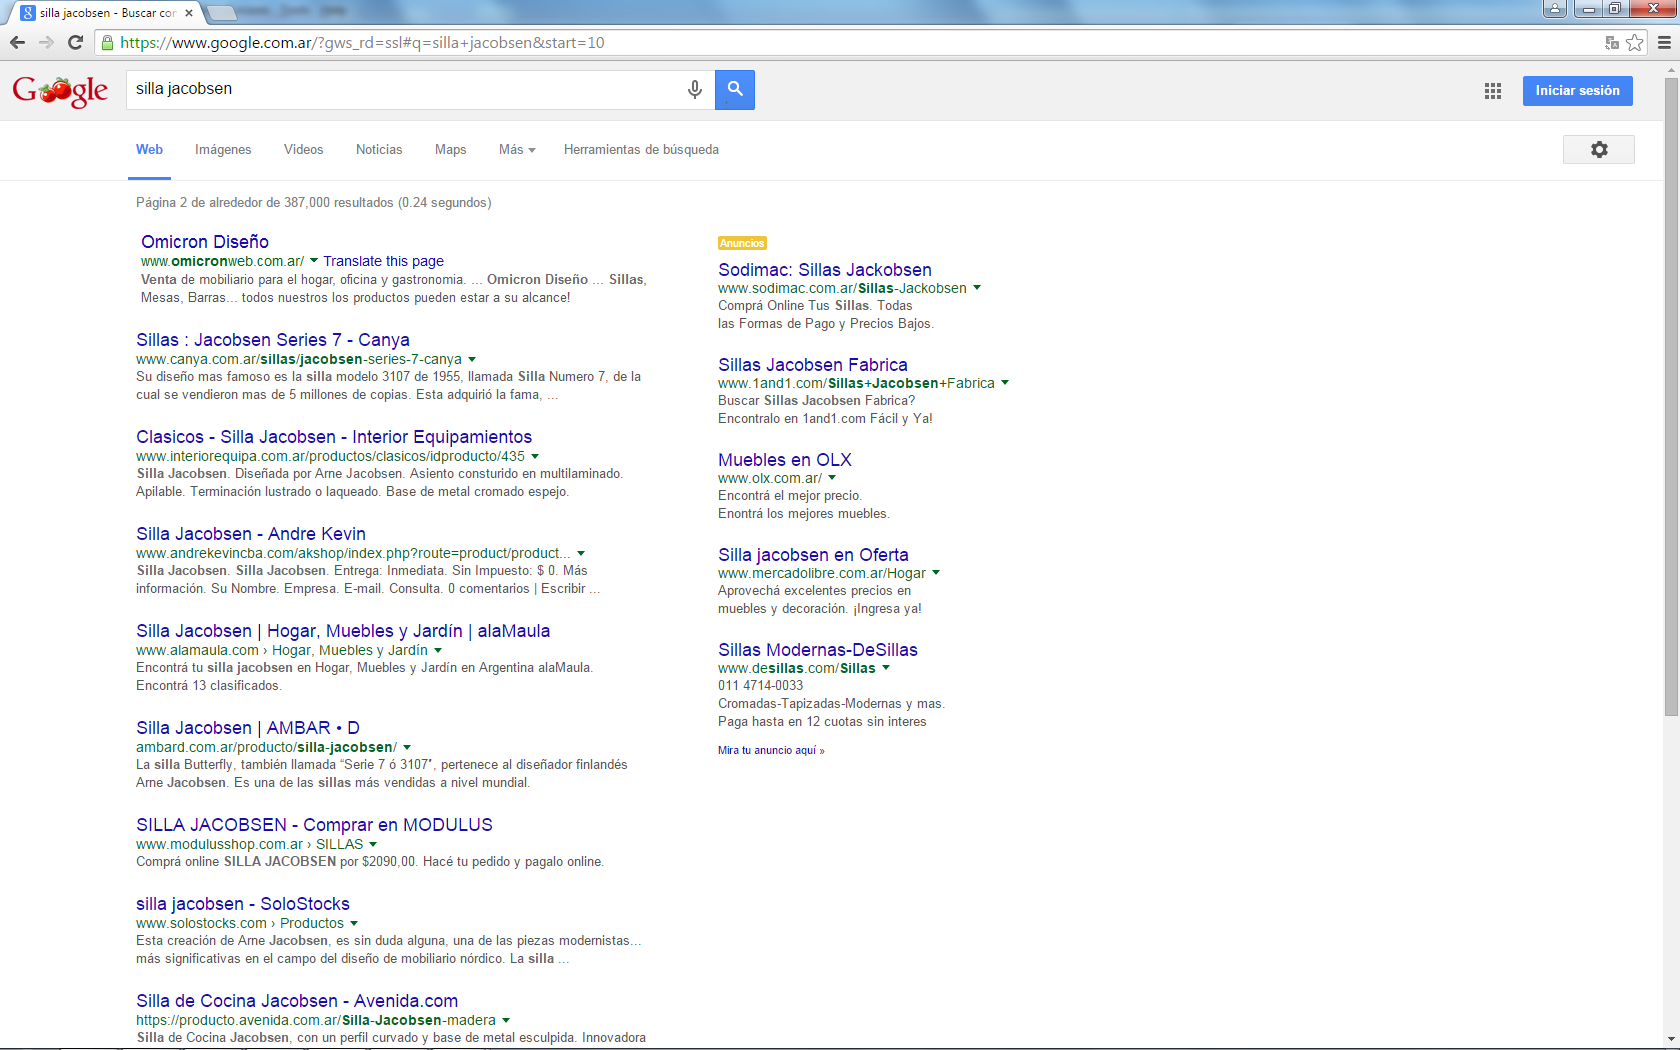 silla jacobsen - Buscar con
https://www.google.com.ar/?gws_rd=ssl#q=silla+jacobsen&start=10
Google
silla jacobsen
Iniciar sesión
Web Imágenes Videos Noticias Maps Más Herramientas de búsqueda
Página 2 de alrededor de 387,000 resultados (0.24 segundos)
Omicron Diseño
www.omicronweb.com.ar/ Translate this page
Venta de mobiliario para el hogar, oficina y gastronomia. ... Omicron Diseño ... Sillas,
Mesas, Barras... todos nuestros los productos pueden estar a su alcance!
Sillas : Jacobsen Series 7 - Canya
www.canya.com.ar/sillas/jacobsen-series-7-canya
Su diseño mas famoso es la silla modelo 3107 de 1955, llamada Silla Numero 7, de la
cual se vendieron mas de 5 millones de copias. Esta adquirió la fama, ...
Clasicos - Silla Jacobsen - Interior Equipamientos
www.interiorequipa.com.ar/productos/clasicos/idproducto/435
Silla Jacobsen. Diseñada por Arne Jacobsen. Asiento consturido en multilaminado.
Apilable. Terminación lustrado o laqueado. Base de metal cromado espejo.
Silla Jacobsen - Andre Kevin
www.andrekevincba.com/akshop/index.php?route=product/product...
Silla Jacobsen. Silla Jacobsen. Entrega: Inmediata. Sin Impuesto: $ 0. Más
información. Su Nombre. Empresa. E-mail. Consulta. 0 comentarios | Escribir ...
Silla Jacobsen | Hogar, Muebles y Jardín | alaMaula
www.alamaula.com › Hogar, Muebles y Jardín
Encontrá tu silla jacobsen en Hogar, Muebles y Jardín en Argentina alaMaula.
Encontrá 13 clasificados.
Silla Jacobsen | AMBAR • D
ambard.com.ar/producto/silla-jacobsen/
La silla Butterfly, también llamada “Serie 7 ó 3107″, pertenece al diseñador finlandés
Arne Jacobsen. Es una de las sillas más vendidas a nivel mundial.
SILLA JACOBSEN - Comprar en MODULUS
www.modulusshop.com.ar › SILLAS
Comprá online SILLA JACOBSEN por $2090,00. Hacé tu pedido y pagalo online.
silla jacobsen - SoloStocks
www.solostocks.com › Productos
Esta creación de Arne Jacobsen, es sin duda alguna, una de las piezas modernistas...
más significativas en el campo del diseño de mobiliario nórdico. La silla ...
Silla de Cocina Jacobsen - Avenida.com
https://producto.avenida.com.ar/Silla-Jacobsen-madera
Silla de Cocina Jacobsen, con un perfil curvado y base de metal esculpida. Innovadora
Anuncios
Sodimac: Sillas Jackobsen
www.sodimac.com.ar/Sillas-Jackobsen
Comprá Online Tus Sillas. Todas
las Formas de Pago y Precios Bajos.
Sillas Jacobsen Fabrica
www.1and1.com/Sillas+Jacobsen+Fabrica
Buscar Sillas Jacobsen Fabrica?
Encontralo en 1and1.com Fácil y Ya!
Muebles en OLX
www.olx.com.ar/
Encontrá el mejor precio.
Enontrá los mejores muebles.
Silla jacobsen en Oferta
www.mercadolibre.com.ar/Hogar
Aprovechá excelentes precios en
muebles y decoración. ¡Ingresa ya!
Sillas Modernas-DeSillas
www.desillas.com/Sillas
011 4714-0033
Cromadas-Tapizadas-Modernas y mas.
Paga hasta en 12 cuotas sin interes
Mira tu anuncio aquí »